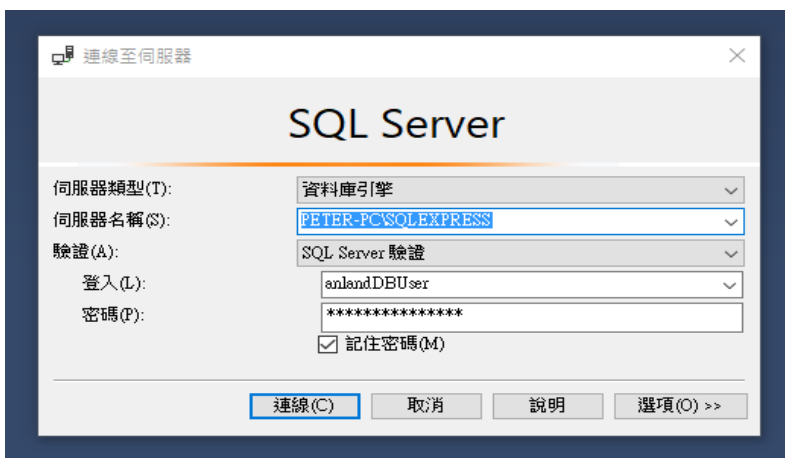 連線至伺服器
SQL Server
伺服器類型(T): 資料庫引擎
伺服器名稱(S): PETER-PC\SQLEXPRESS
驗證(A): SQL Server 驗證
登入(L): anlandDBUser
密碼(P): ***************
記住密碼(M)
連線(C) 取消 說明 選項(O) >>